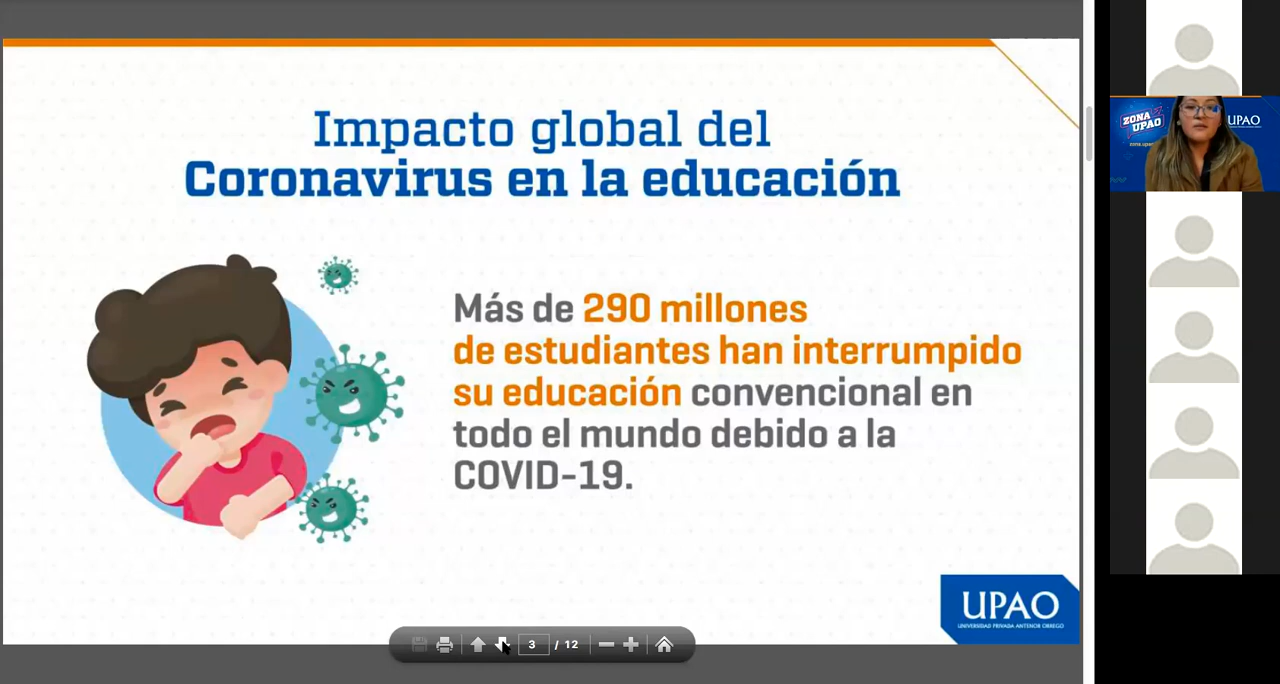 Impacto global del
Coronavirus en la educación
Más de 290 millones
de estudiantes han interrumpido
su educación convencional en
todo el mundo debido a la
COVID-19.
UPAO
UNIVERSIDAD PRIVADA ANTENOR ORREGO
3 / 12
ZONA
UPAO
UPAO